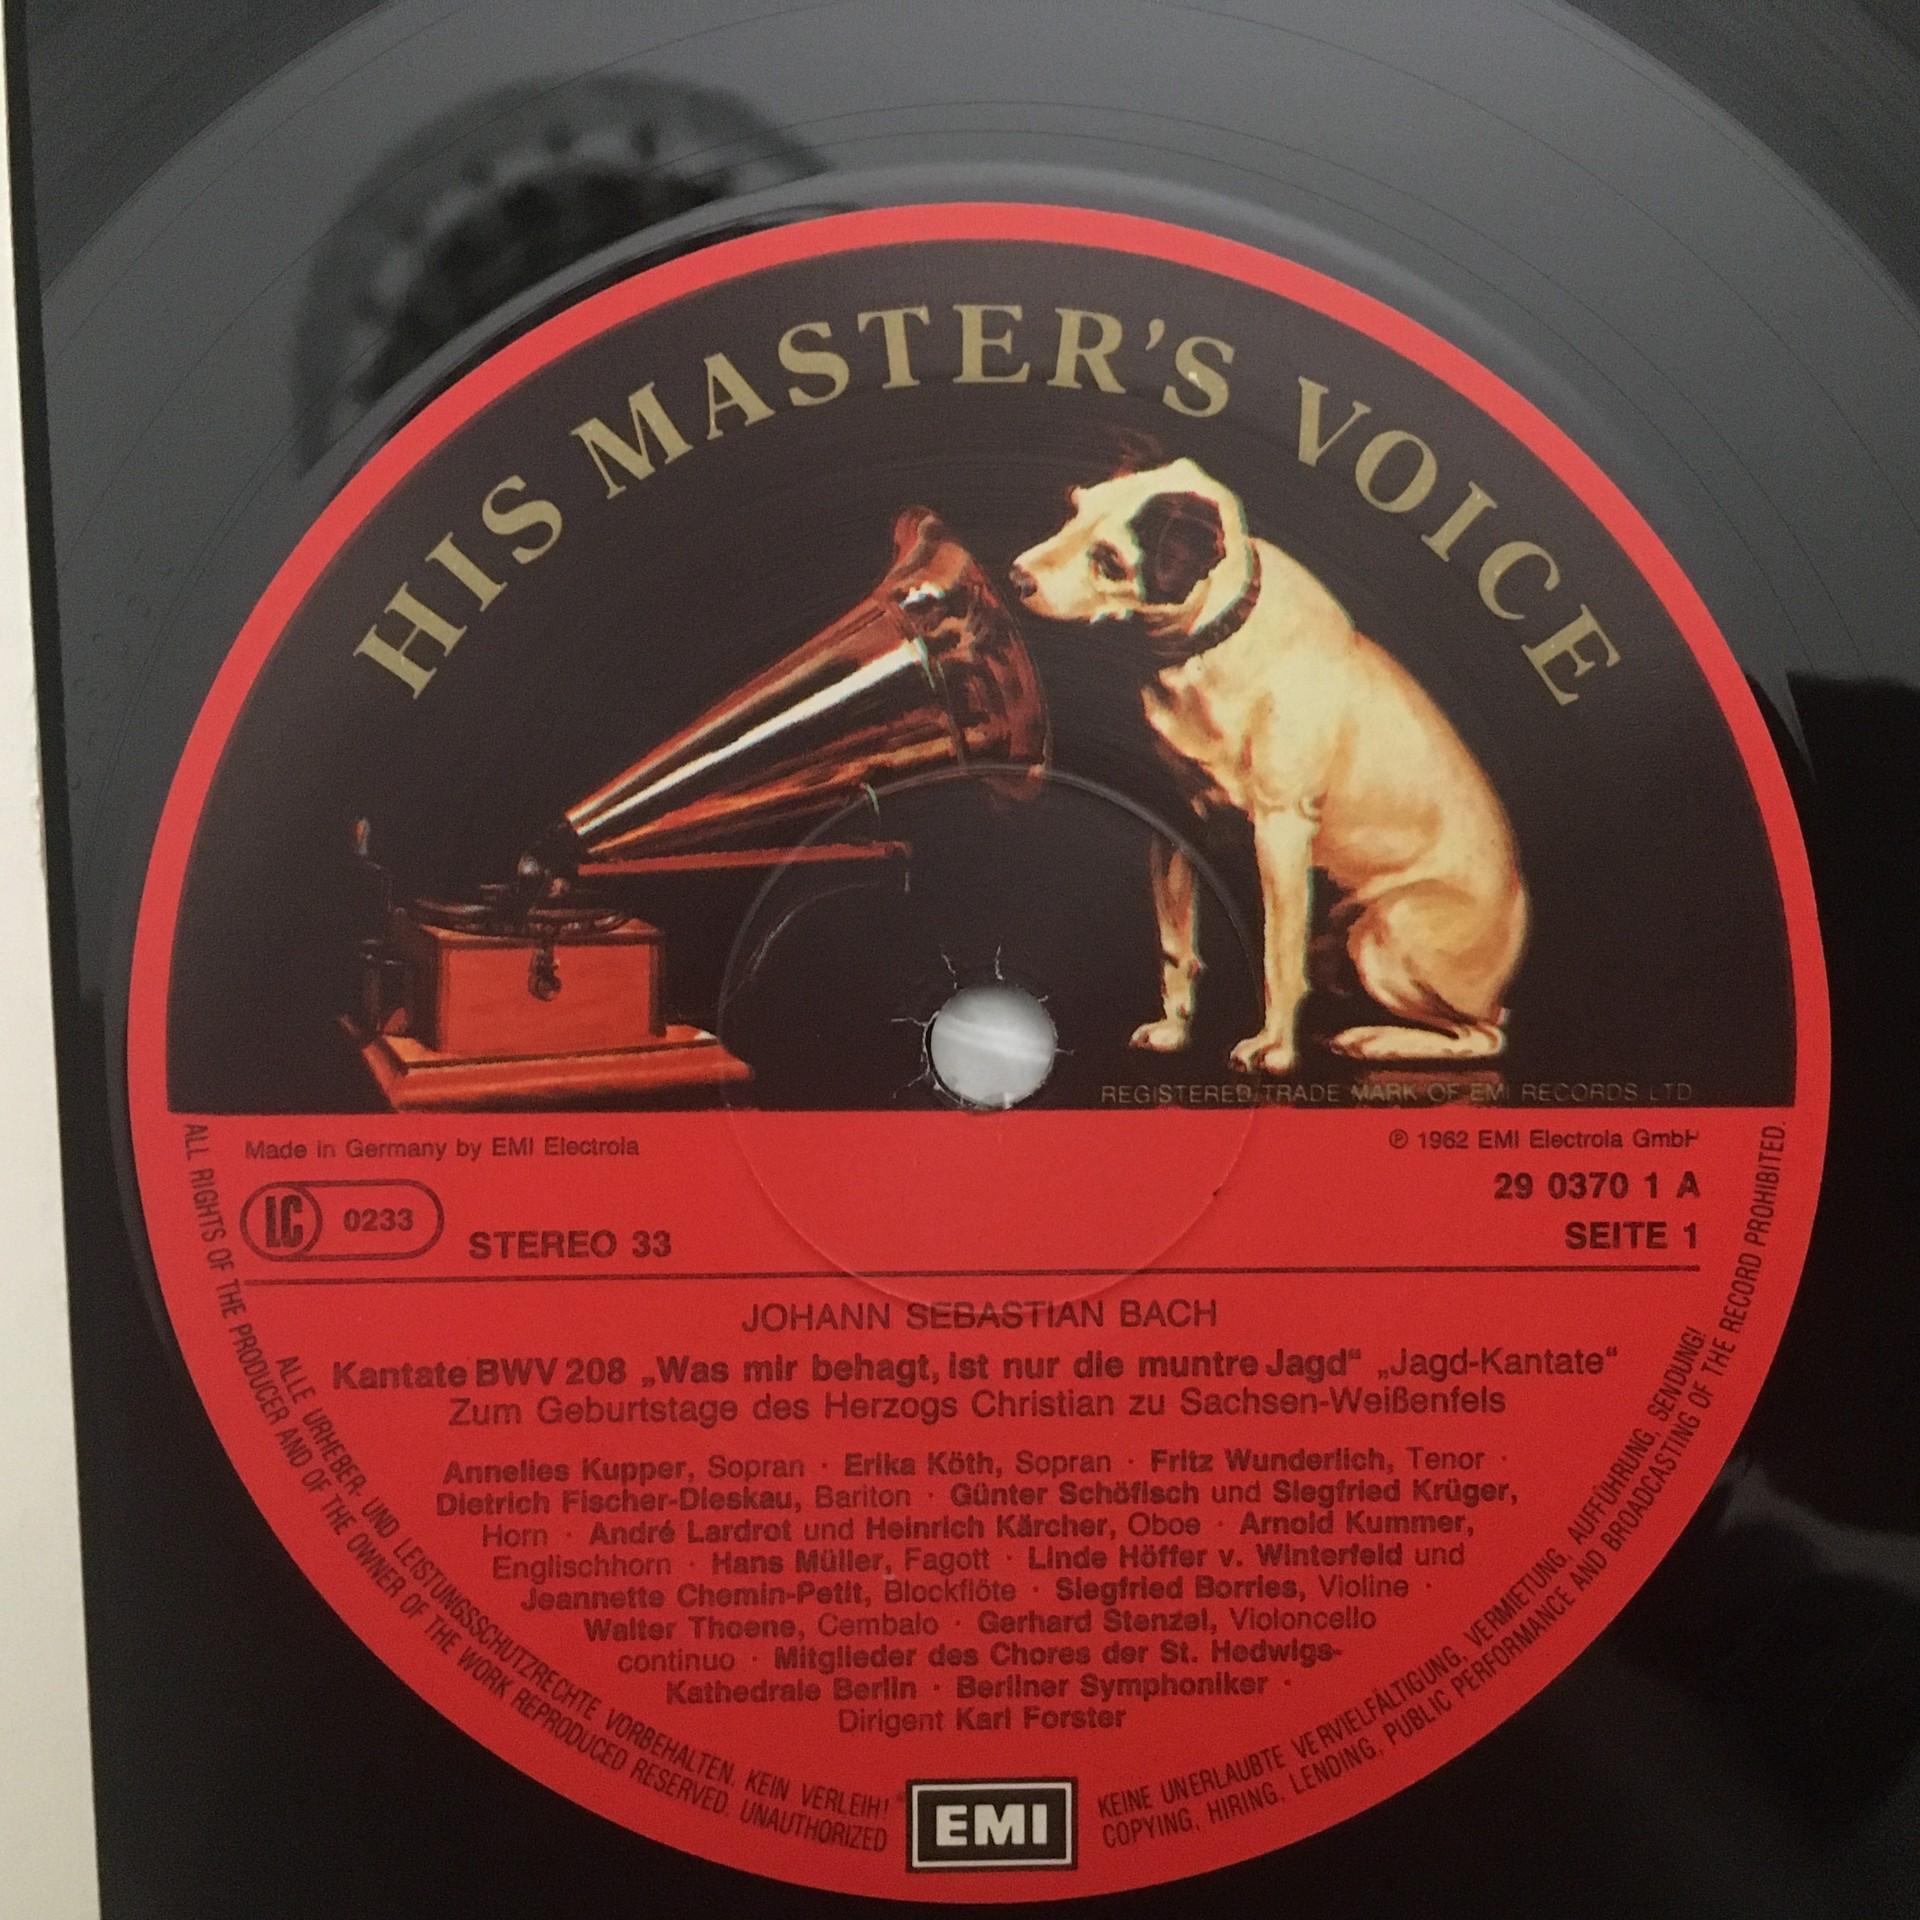 HIS MASTER'S VOICE
REGISTERED TRADE MARK OF EMI RECORDS LTD
Made in Germany by EMI Electrola
℗ 1962 EMI Electrola GmbH
LC 0233
STEREO 33
29 0370 1 A
SEITE 1
JOHANN SEBASTIAN BACH
Kantate BWV 208 „Was mir behagt, ist nur die muntre Jagd“ „Jagd-Kantate“
Zum Geburtstage des Herzogs Christian zu Sachsen-Weißenfels
Annelies Kupper, Sopran · Erika Köth, Sopran · Fritz Wunderlich, Tenor ·
Dietrich Fischer-Dieskau, Bariton · Günter Schöfisch und Siegfried Krüger,
Horn · André Lardrot und Heinrich Kärcher, Oboe · Arnold Kummer,
Englischhorn · Hans Müller, Fagott · Linde Höffer v. Winterfeld und
Jeannette Chemin-Petit, Blockflöte · Siegfried Borries, Violine ·
Walter Thoene, Cembalo · Gerhard Stenzel, Violoncello
continuo · Mitglieder des Chores der St. Hedwigs-
Kathedrale Berlin · Berliner Symphoniker ·
Dirigent Karl Forster
ALLE URHEBER- UND LEISTUNGSSCHUTZRECHTE VORBEHALTEN. KEIN VERLEIH!
KEINE UNERLAUBTE VERVIELFÄLTIGUNG, VERMIETUNG, AUFFÜHRUNG, SENDUNG!
ALL RIGHTS OF THE PRODUCER AND OF THE OWNER OF THE WORK REPRODUCED RESERVED. UNAUTHORIZED
COPYING, HIRING, LENDING, PUBLIC PERFORMANCE AND BROADCASTING OF THE RECORD PROHIBITED.
EMI